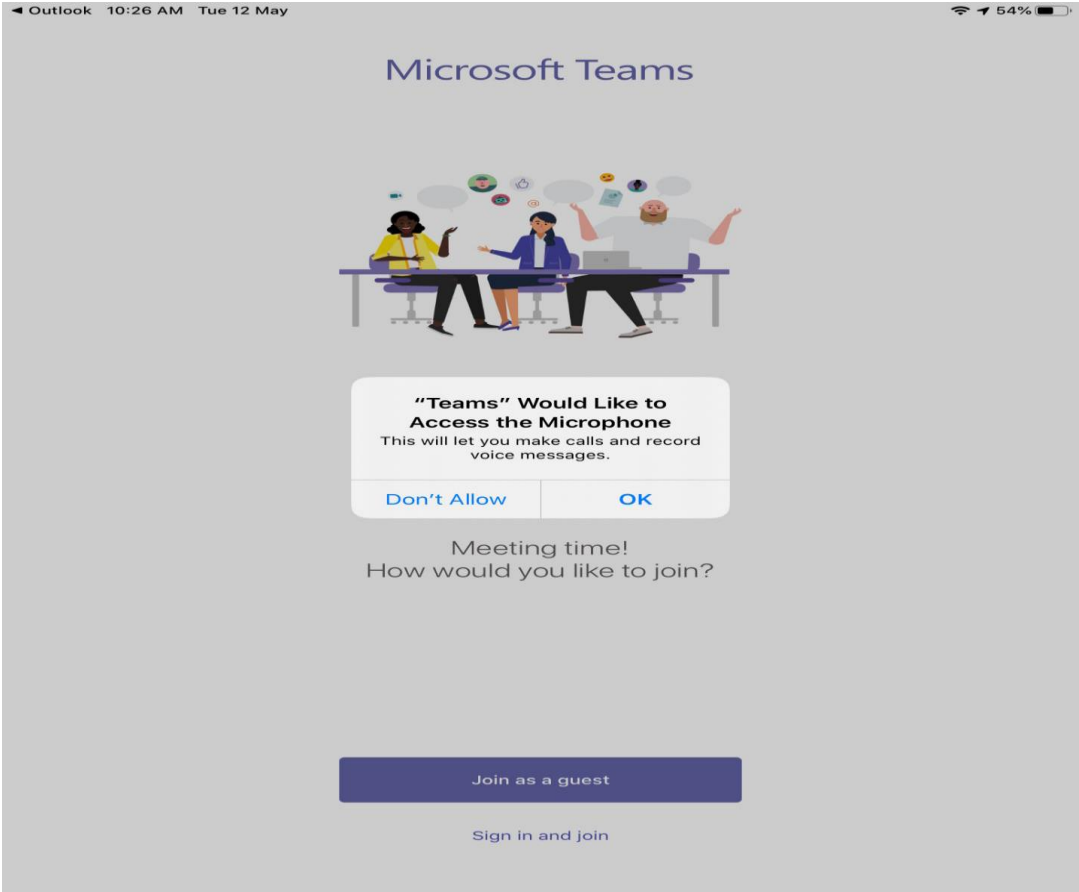 ◀ Outlook 10:26 AM Tue 12 May 54%
Microsoft Teams
@
“Teams” Would Like to
Access the Microphone
This will let you make calls and record
voice messages.
Don’t Allow OK
Meeting time!
How would you like to join?
Join as a guest
Sign in and join